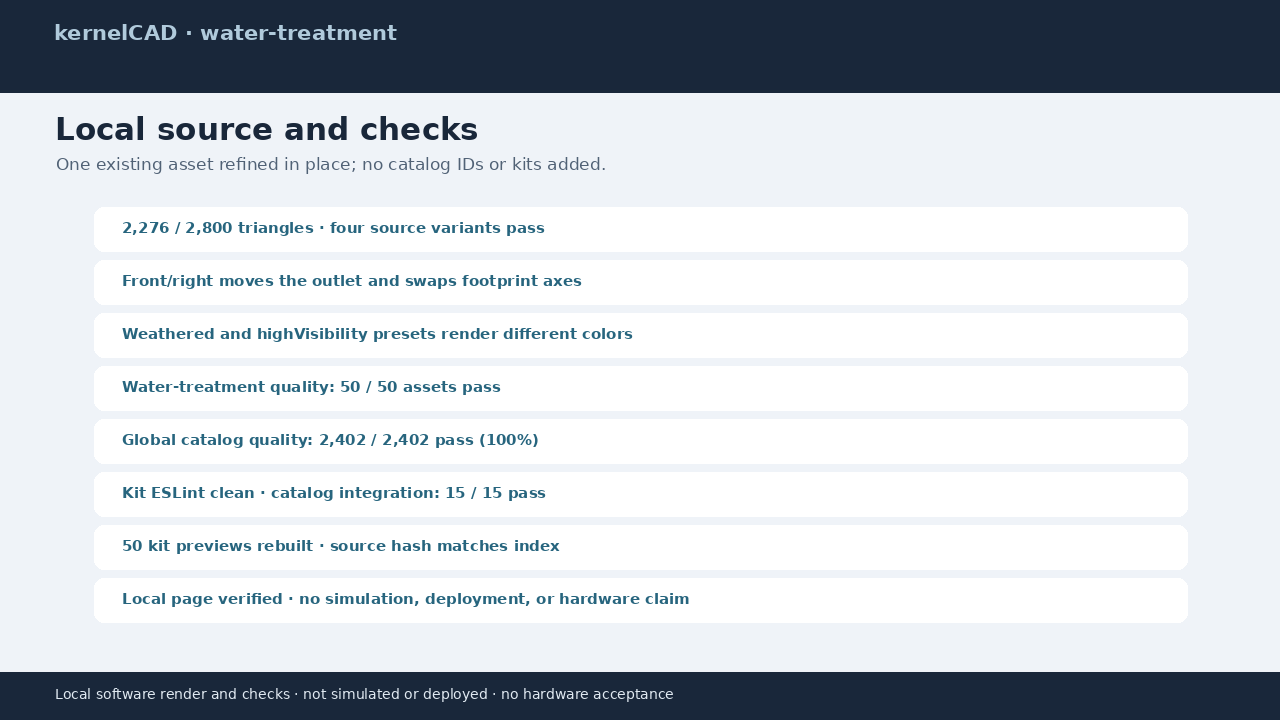 kernelCAD · water-treatment
Local source and checks
One existing asset refined in place; no catalog IDs or kits added.
2,276 / 2,800 triangles · four source variants pass
Front/right moves the outlet and swaps footprint axes
Weathered and highVisibility presets render different colors
Water-treatment quality: 50 / 50 assets pass
Global catalog quality: 2,402 / 2,402 pass (100%)
Kit ESLint clean · catalog integration: 15 / 15 pass
50 kit previews rebuilt · source hash matches index
Local page verified · no simulation, deployment, or hardware claim
Local software render and checks · not simulated or deployed · no hardware acceptance